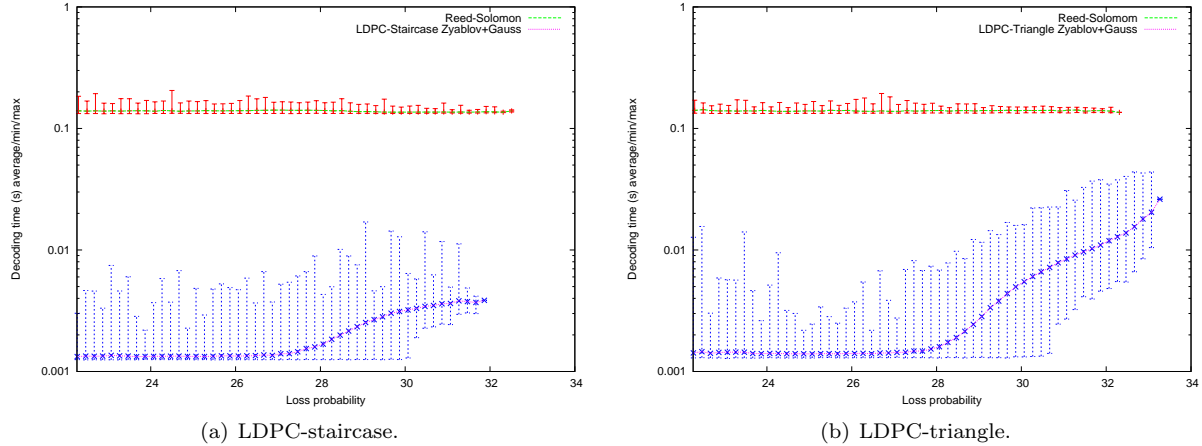 1
0.1
0.01
0.001
Decoding time (s) average/min/max
24
26
28
30
32
34
Loss probability
Reed-Solomon
LDPC-Staircase Zyablov+Gauss
(a) LDPC-staircase.
1
0.1
0.01
0.001
Decoding time (s) average/min/max
24
26
28
30
32
34
Loss probability
Reed-Solomom
LDPC-Triangle Zyablov+Gauss
(b) LDPC-triangle.